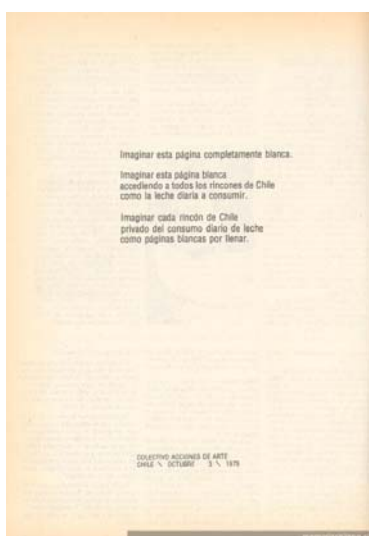 Imaginar esta página completamente blanca.
Imaginar esta página blanca
accediendo a todos los rincones de Chile
como la leche diaria a consumir.
Imaginar cada rincón de Chile
privado del consumo diario de leche
como páginas blancas por llenar.
COLECTIVO ACCIONES DE ARTE
CHILE \ OCTUBRE 3 \ 1979